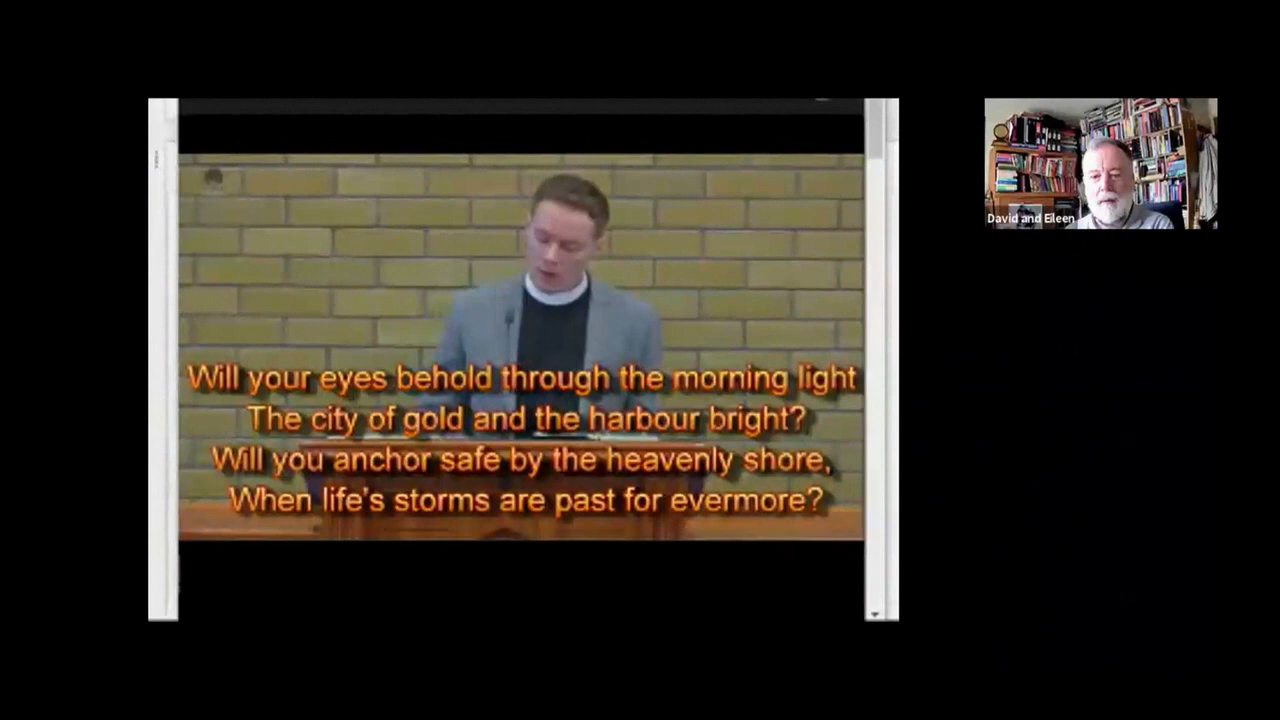 Will your eyes behold through the morning light
The city of gold and the harbour bright?
Will you anchor safe by the heavenly shore,
When life's storms are past for evermore?
David and Eileen